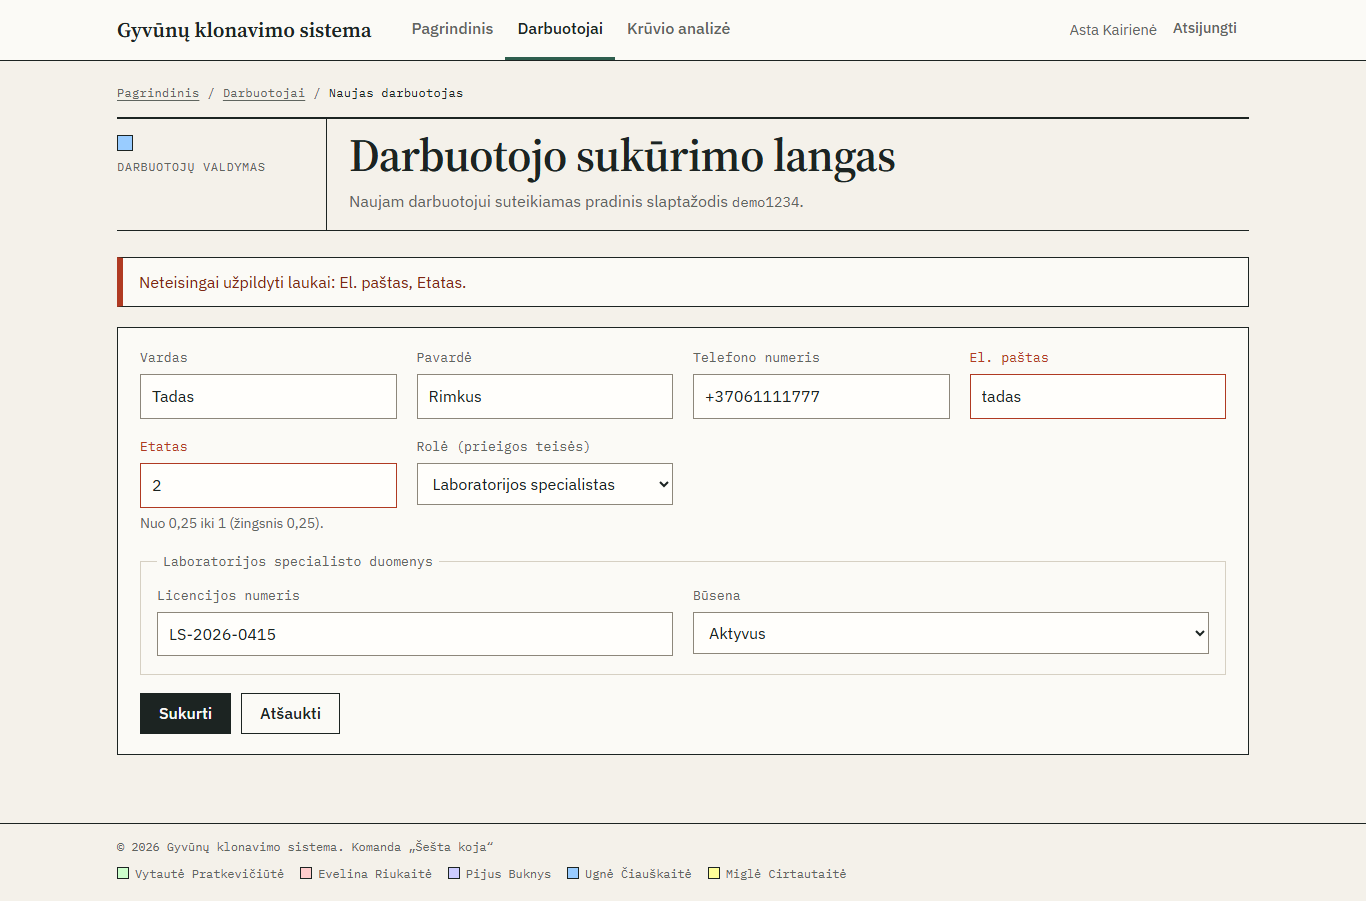 Gyvūnų klonavimo sistema Pagrindinis Darbuotojai Krūvio analizė Asta Kairienė Atsijungti
Pagrindinis / Darbuotojai / Naujas darbuotojas
DARBUOTOJŲ VALDYMAS
Darbuotojo sukūrimo langas
Naujam darbuotojui suteikiamas pradinis slaptažodis demo1234.
Neteisingai užpildyti laukai: El. paštas, Etatas.
Vardas Pavardė Telefono numeris El. paštas
Tadas Rimkus +37061111777 tadas
Etatas Rolė (prieigos teisės)
2 Laboratorijos specialistas
Nuo 0,25 iki 1 (žingsnis 0,25).
Laboratorijos specialisto duomenys
Licencijos numeris Būsena
LS-2026-0415 Aktyvus
Sukurti Atšaukti
© 2026 Gyvūnų klonavimo sistema. Komanda „Šešta koja“
Vytautė Pratkevičiūtė Evelina Riukaitė Pijus Buknys Ugnė Čiauškaitė Miglė Cirtautaitė